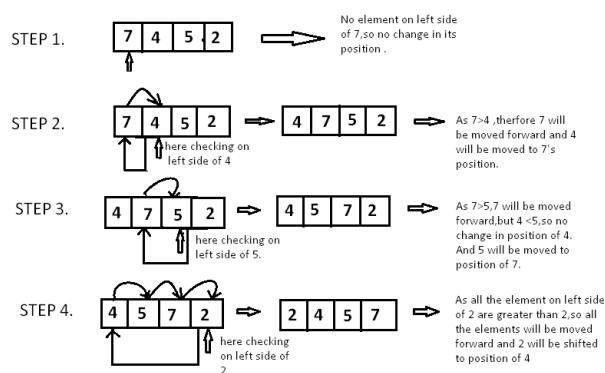 STEP 1.
7 4 5 2
No element on left side
of 7,so no change in its
position .
STEP 2.
7 4 5 2
here checking on
left side of 4
4 7 5 2
As 7>4 ,therfore 7 will
be moved forward and 4
will be moved to 7's
position.
STEP 3.
4 7 5 2
here checking on
left side of 5.
4 5 7 2
As 7>5,7 will be moved
forward,but 4 <5,so no
change in position of 4.
And 5 will be moved to
position of 7.
STEP 4.
4 5 7 2
here checking
on left side of
2
2 4 5 7
As all the element on left side
of 2 are greater than 2,so all
the elements will be moved
forward and 2 will be shifted
to position of 4